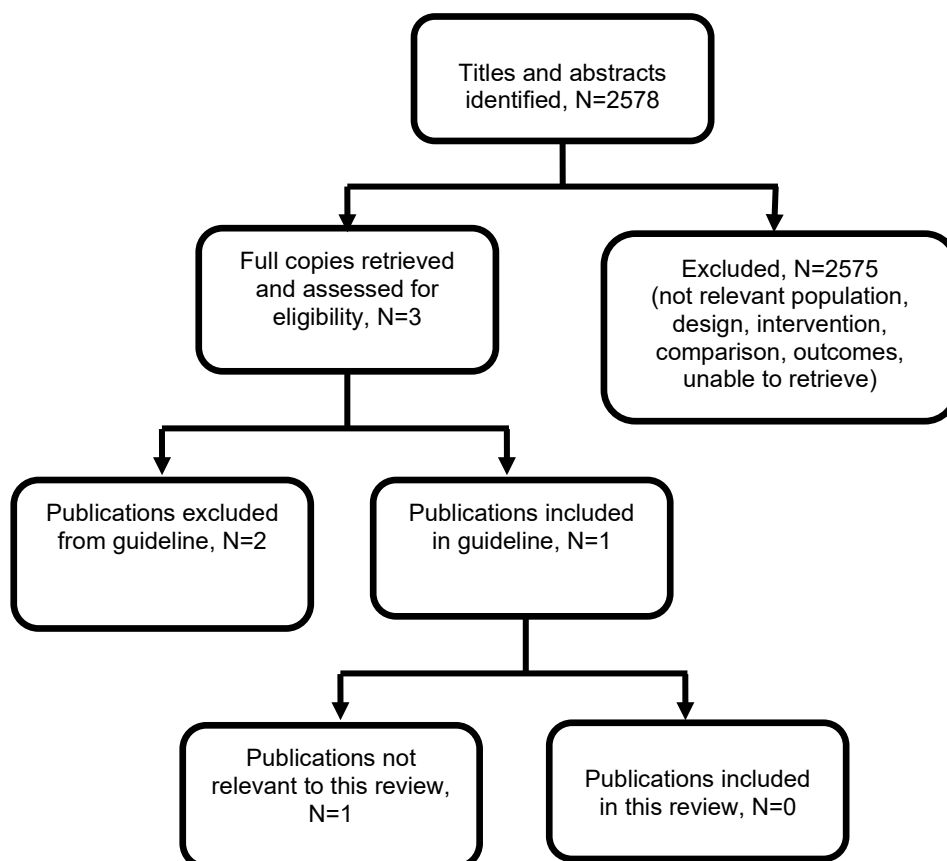 Titles and abstracts
identified, N=2578
Full copies retrieved
and assessed for
eligibility, N=3
Excluded, N=2575
(not relevant population,
design, intervention,
comparison, outcomes,
unable to retrieve)
Publications excluded
from guideline, N=2
Publications included
in guideline, N=1
Publications not
relevant to this review,
N=1
Publications included
in this review, N=0